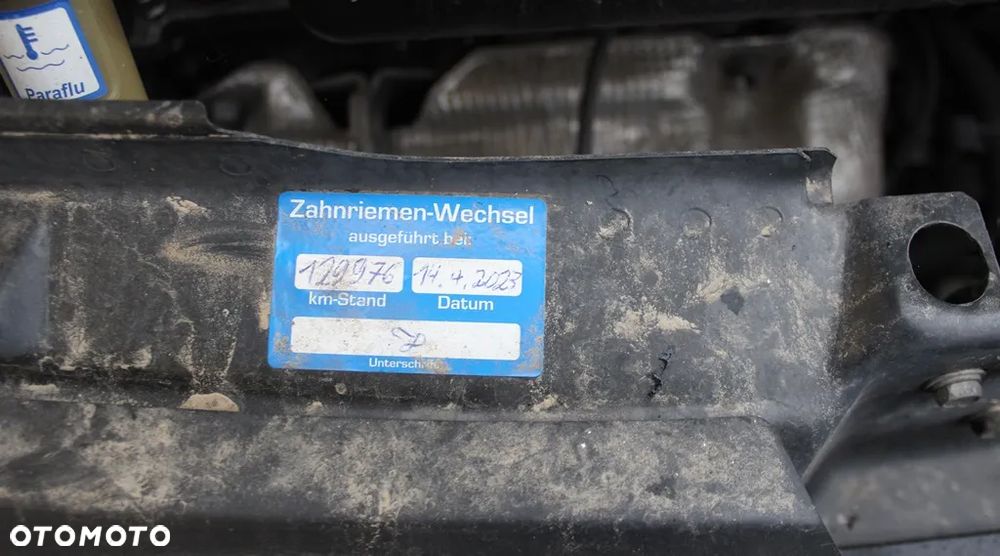 Paraflu
Zahnriemen-Wechsel
ausgeführt bei:
129976 14.4.2023
km-Stand Datum
OTOMOTO